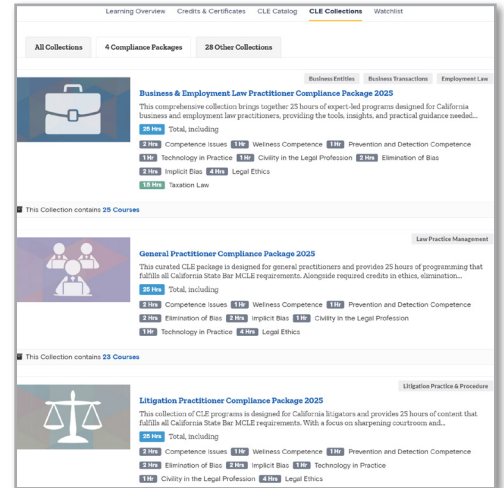 Learning Overview Credits & Certificates CLE Catalog CLE Collections Watchlist
All Collections 4 Compliance Packages 28 Other Collections
Business Entities Business Transactions Employment Law
Business & Employment Law Practitioner Compliance Package 2025
This comprehensive collection brings together 25 hours of expert-led programs designed for California
business and employment law practitioners, providing the tools, insights, and practical guidance needed...
25 Hrs Total, including
2 Hrs Competence Issues 1 Hr Wellness Competence 1 Hr Prevention and Detection Competence
1 Hr Technology in Practice 1 Hr Civility in the Legal Profession 2 Hrs Elimination of Bias
2 Hrs Implicit Bias 4 Hrs Legal Ethics
1.5 Hrs Taxation Law
This Collection contains 25 Courses
Law Practice Management
General Practitioner Compliance Package 2025
This curated CLE package is designed for general practitioners and provides 25 hours of programming that
fulfills all California State Bar MCLE requirements. Alongside required credits in ethics, elimination...
25 Hrs Total, including
2 Hrs Competence Issues 1 Hr Wellness Competence 1 Hr Prevention and Detection Competence
2 Hrs Elimination of Bias 2 Hrs Implicit Bias 1 Hr Civility in the Legal Profession
1 Hr Technology in Practice 4 Hrs Legal Ethics
This Collection contains 23 Courses
Litigation Practice & Procedure
Litigation Practitioner Compliance Package 2025
This collection of CLE programs is designed for California litigators and provides 25 hours of content that
fulfills all California State Bar MCLE requirements. With a focus on sharpening courtroom and...
25 Hrs Total, including
2 Hrs Competence Issues 1 Hr Wellness Competence 1 Hr Prevention and Detection Competence
2 Hrs Elimination of Bias 2 Hrs Implicit Bias 1 Hr Technology in Practice
1 Hr Civility in the Legal Profession 4 Hrs Legal Ethics